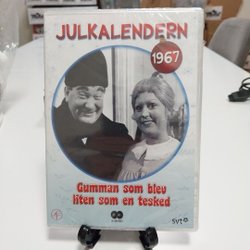 JULKALENDERN
1967
Gumman som blev
liten som en tesked
svt